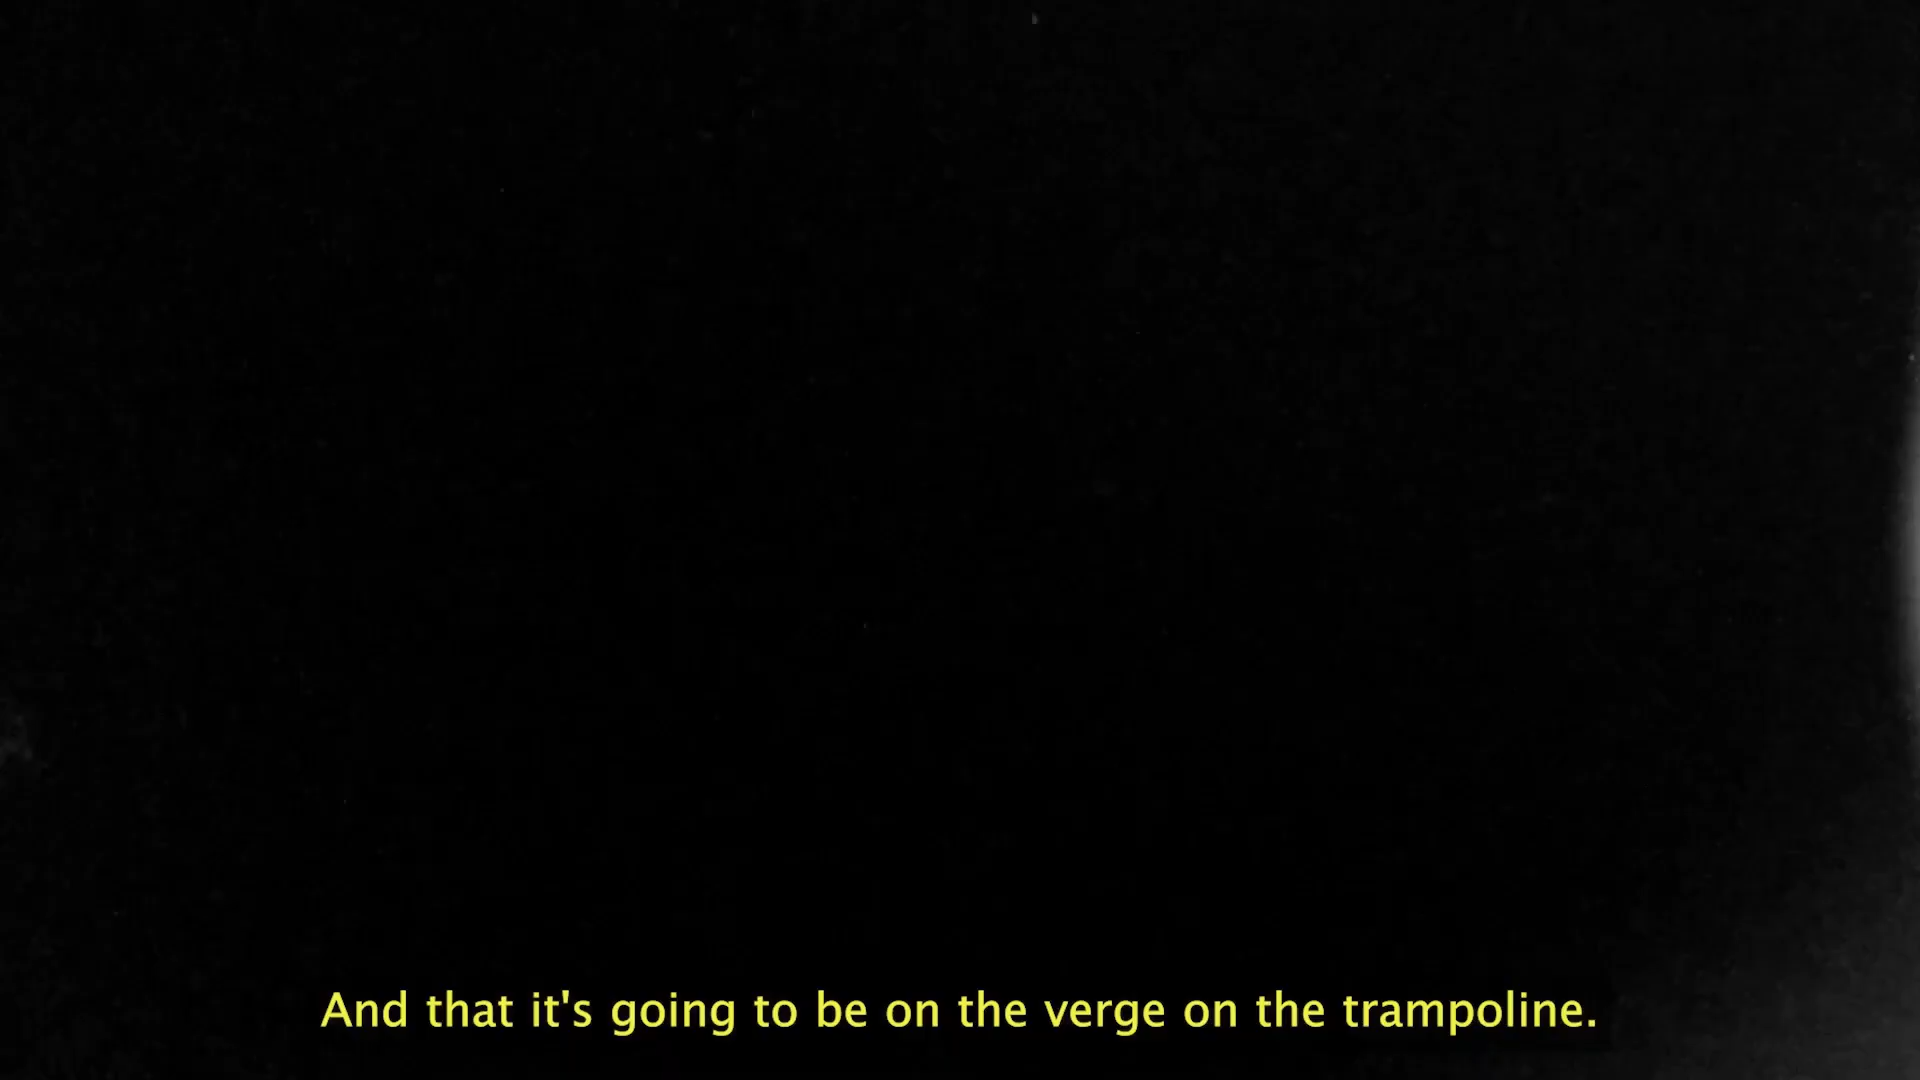 And that it's going to be on the verge on the trampoline.